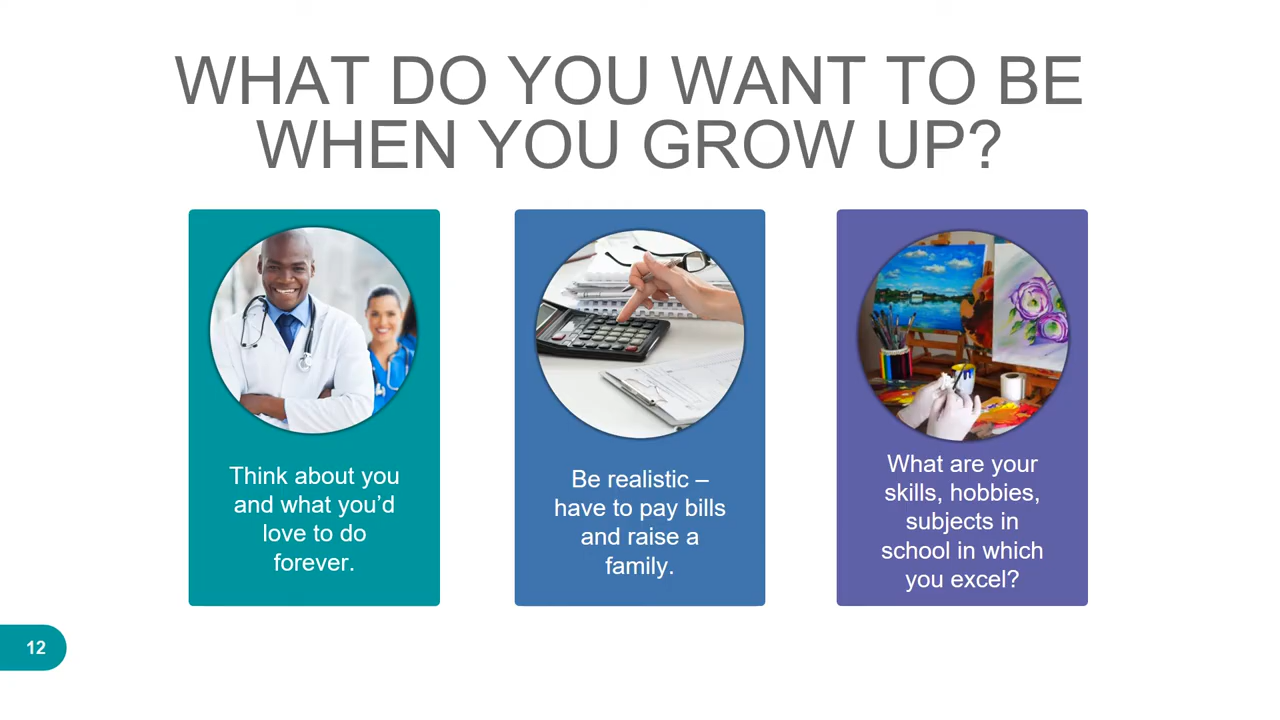 WHAT DO YOU WANT TO BE
WHEN YOU GROW UP?
Think about you
and what you'd
love to do
forever.
Be realistic –
have to pay bills
and raise a
family.
What are your
skills, hobbies,
subjects in
school in which
you excel?
12